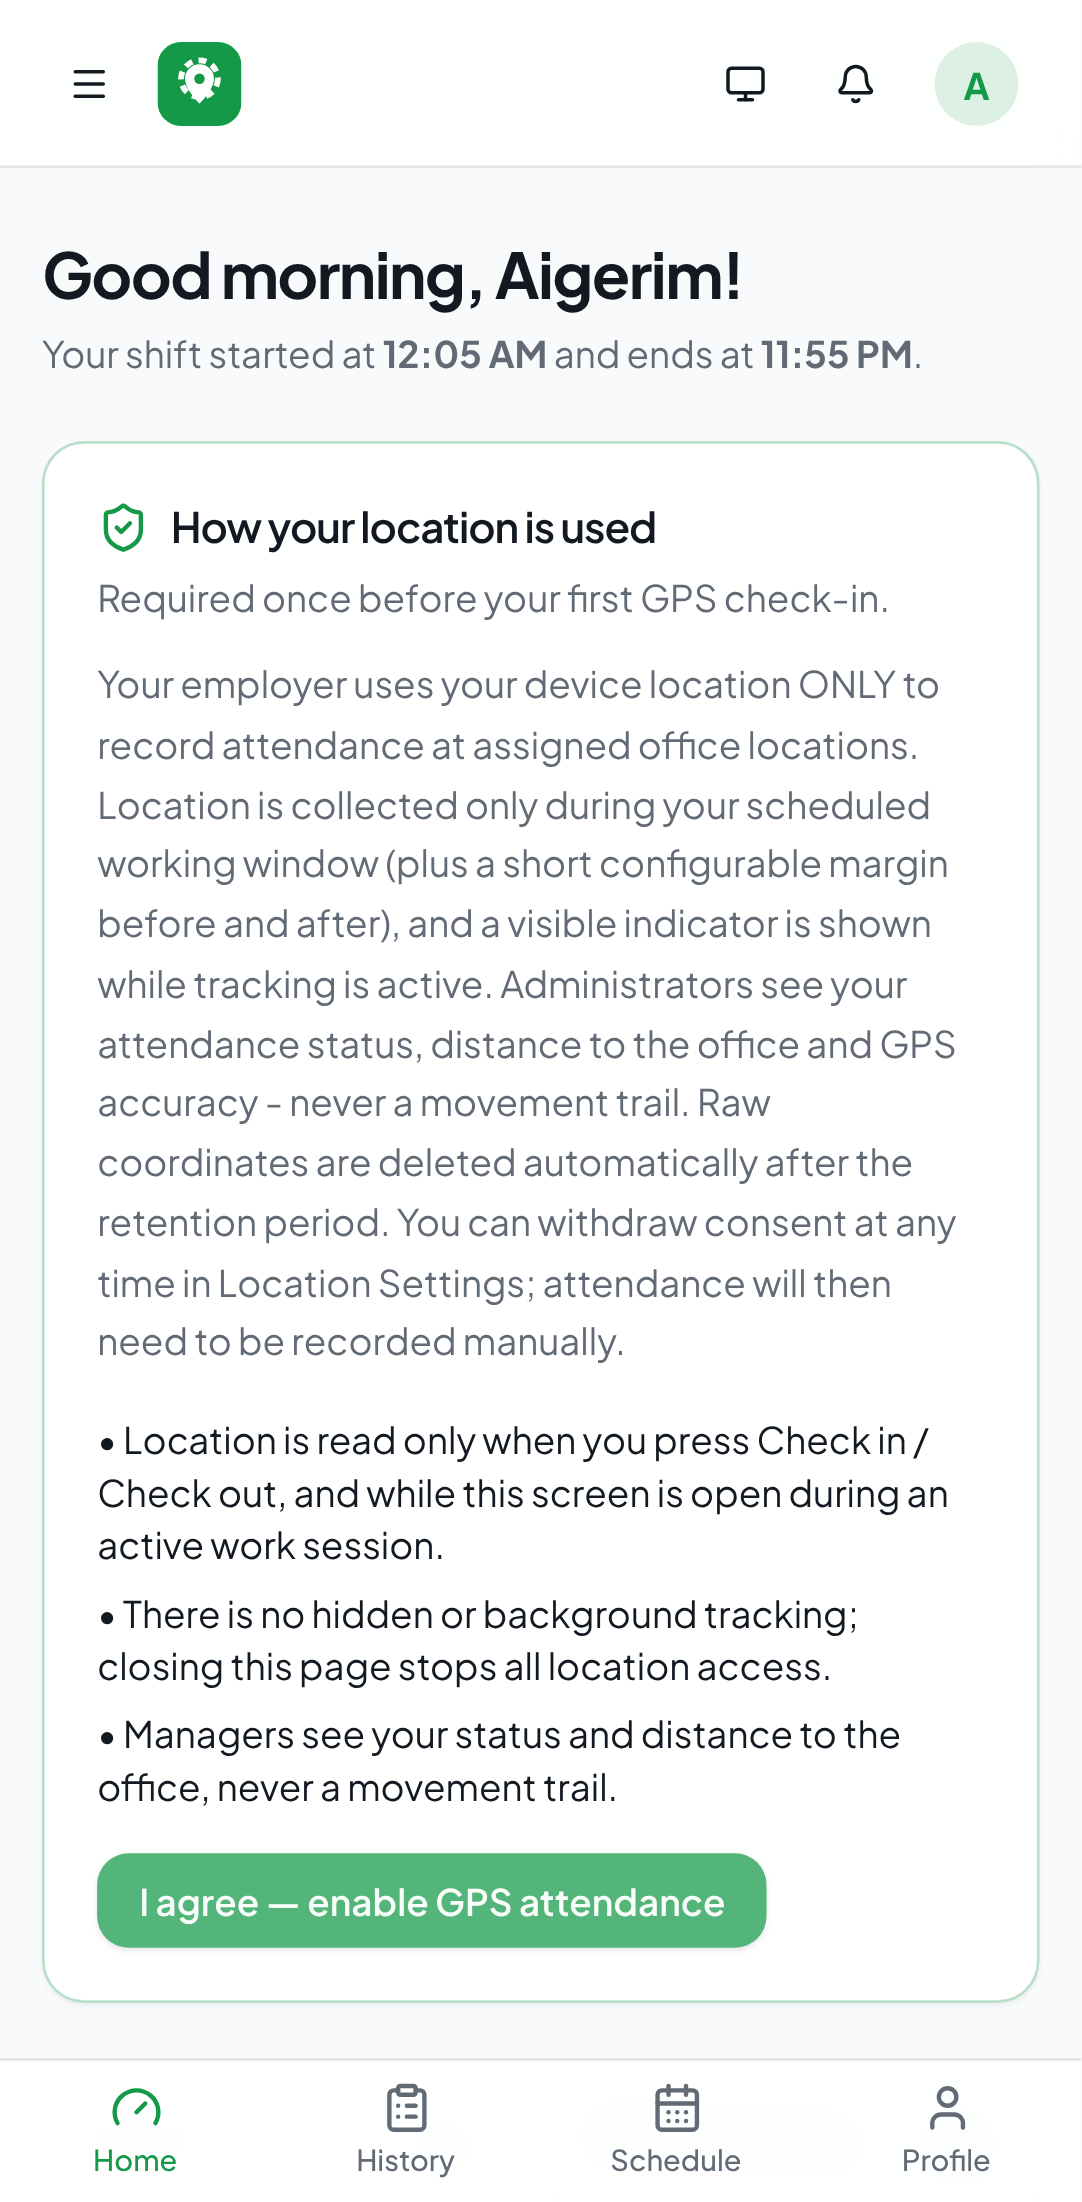 A
Good morning, Aigerim!
Your shift started at 12:05 AM and ends at 11:55 PM.
How your location is used
Required once before your first GPS check-in.
Your employer uses your device location ONLY to
record attendance at assigned office locations.
Location is collected only during your scheduled
working window (plus a short configurable margin
before and after), and a visible indicator is shown
while tracking is active. Administrators see your
attendance status, distance to the office and GPS
accuracy - never a movement trail. Raw
coordinates are deleted automatically after the
retention period. You can withdraw consent at any
time in Location Settings; attendance will then
need to be recorded manually.
• Location is read only when you press Check in /
Check out, and while this screen is open during an
active work session.
• There is no hidden or background tracking;
closing this page stops all location access.
• Managers see your status and distance to the
office, never a movement trail.
I agree — enable GPS attendance
Home History Schedule Profile